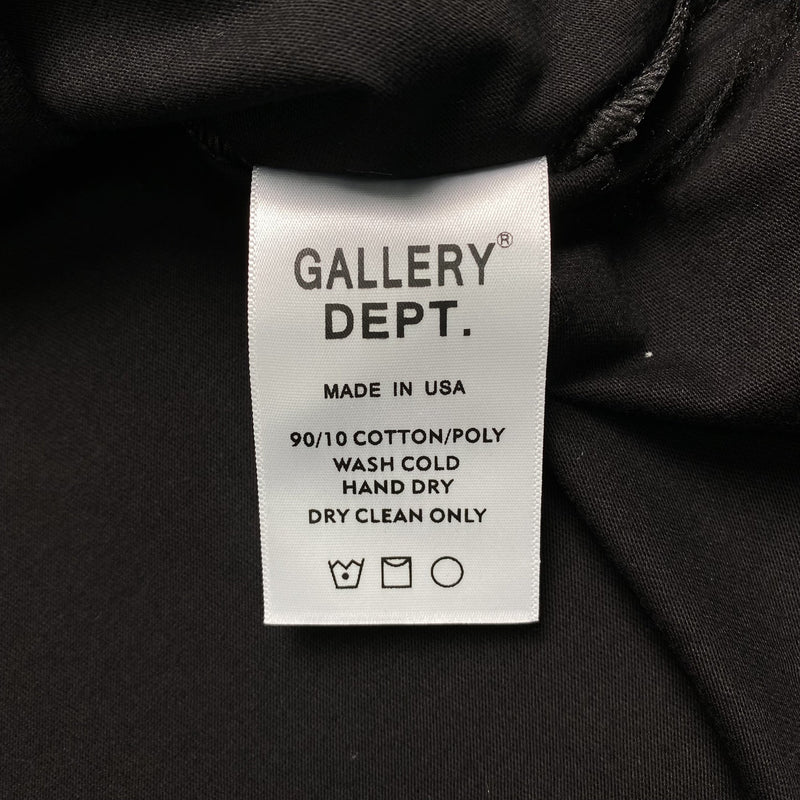 GALLERY®
DEPT.
MADE IN USA
90/10 COTTON/POLY
WASH COLD
HAND DRY
DRY CLEAN ONLY